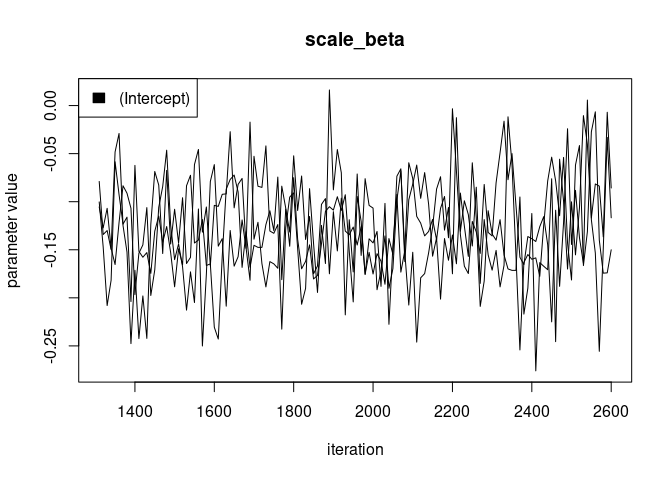 scale_beta
(Intercept)
0.00
-0.05
-0.15
-0.25
parameter value
1400 1600 1800 2000 2200 2400 2600
iteration